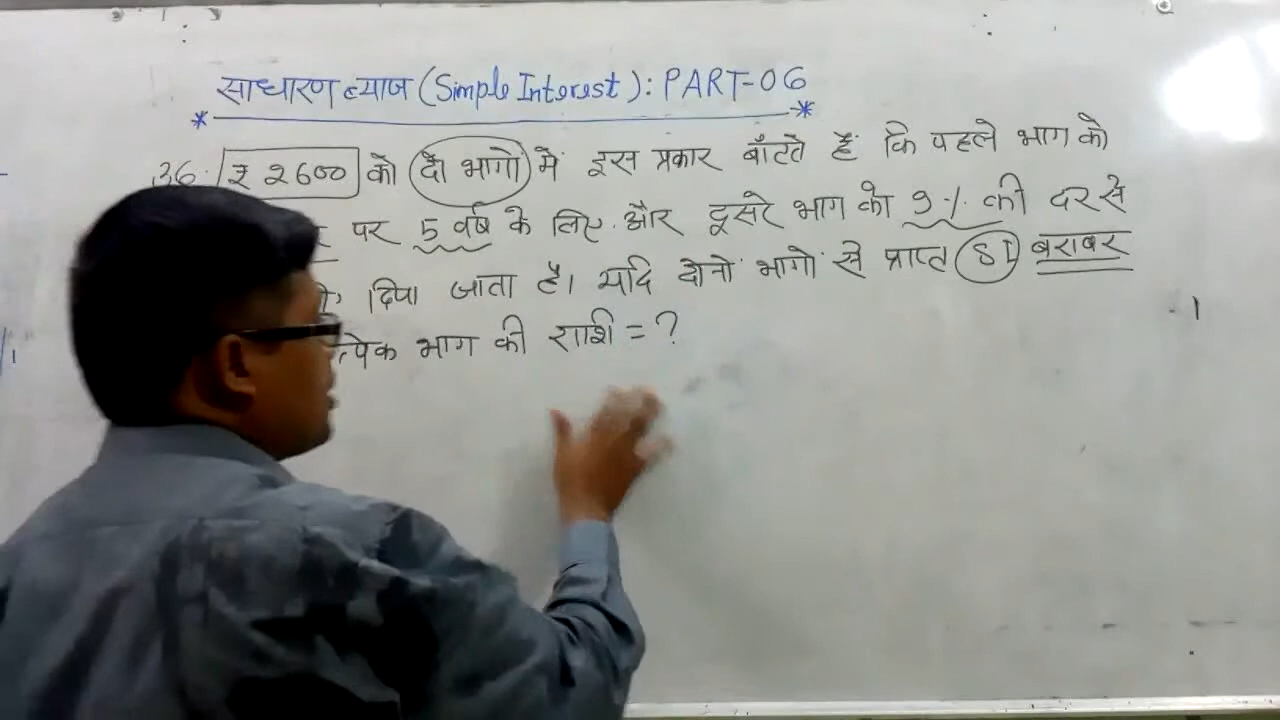 साधारण ब्याज (Simple Interest): PART-06
36. ₹ 2600 को दो भागों में इस प्रकार बाँटते हैं कि पहले भाग को
पर 5 वर्ष के लिए और दूसरे भाग को 9% की दर से
दिया जाता है। यदि दोनो भागों से प्राप्त SI बराबर
भाग की राशि = ?